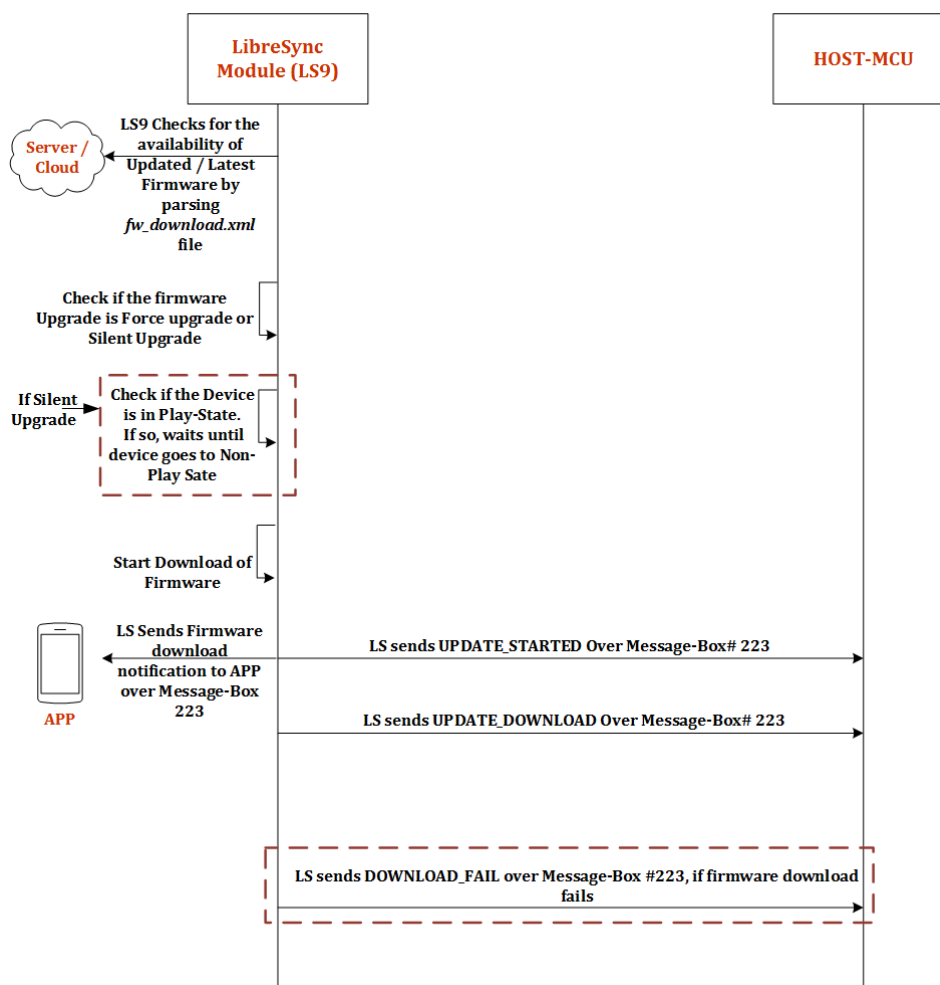 LibreSync
Module (LS9)
HOST-MCU
Server /
Cloud
LS9 Checks for the
availability of
Updated / Latest
Firmware by
parsing
fw_download.xml
file
Check if the firmware
Upgrade is Force upgrade or
Silent Upgrade
If Silent
Upgrade
Check if the Device
is in Play-State.
If so, waits until
device goes to Non-
Play Sate
Start Download of
Firmware
LS Sends Firmware
download
notification to APP
over Message-Box
223
APP
LS sends UPDATE_STARTED Over Message-Box# 223
LS sends UPDATE_DOWNLOAD Over Message-Box# 223
LS sends DOWNLOAD_FAIL over Message-Box #223, if firmware download
fails